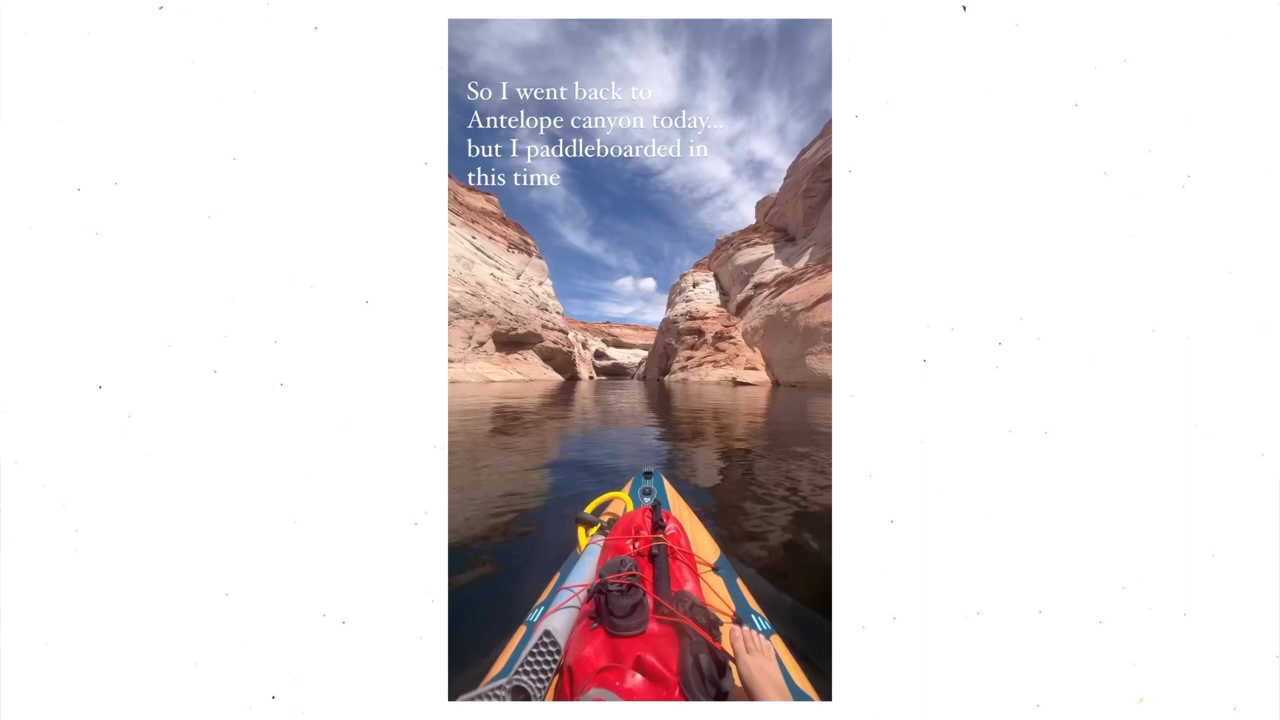 So I went back to
Antelope canyon today...
but I paddleboarded in
this time